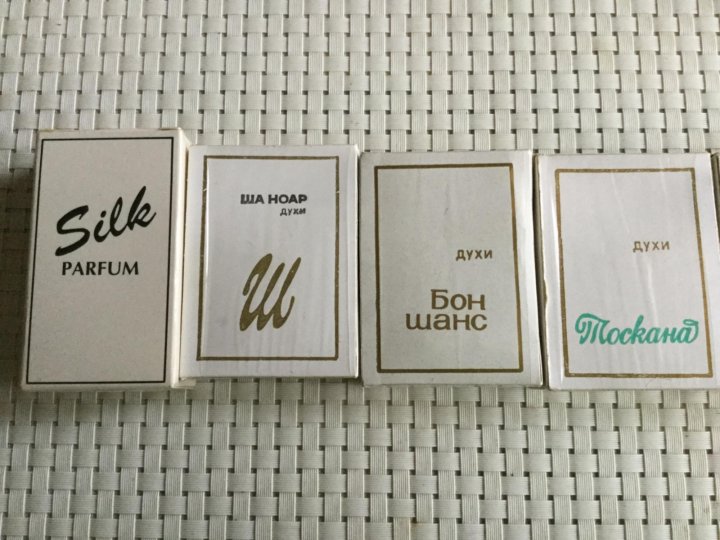 Silk
PARFUM
ША НОАР
духи
Ш
духи
Бон
шанс
духи
Тоскана